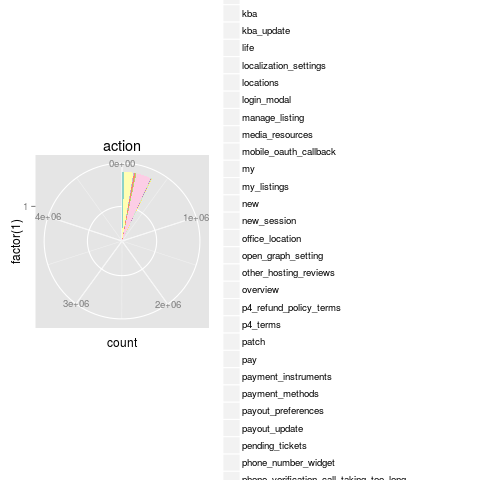 action
0e+00
1e+06
2e+06
3e+06
4e+06
1
factor(1)
count
kba
kba_update
life
localization_settings
locations
login_modal
manage_listing
media_resources
mobile_oauth_callback
my
my_listings
new
new_session
office_location
open_graph_setting
other_hosting_reviews
overview
p4_refund_policy_terms
p4_terms
patch
pay
payment_instruments
payment_methods
payout_preferences
payout_update
pending_tickets
phone_number_widget
phone_verification_call_taking_too_long